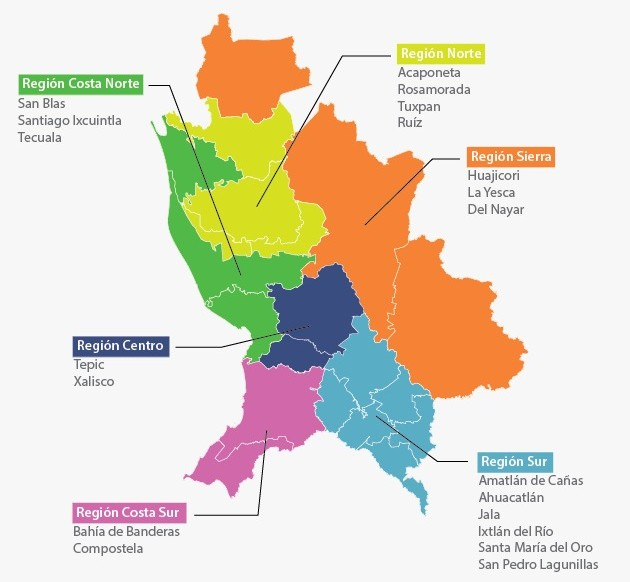 Región Norte
Acaponeta
Rosamorada
Tuxpan
Ruíz
Región Costa Norte
San Blas
Santiago Ixcuintla
Tecuala
Región Sierra
Huajicori
La Yesca
Del Nayar
Región Centro
Tepic
Xalisco
Región Sur
Amatlán de Cañas
Ahuacatlán
Jala
Ixtlán del Río
Santa María del Oro
San Pedro Lagunillas
Región Costa Sur
Bahía de Banderas
Compostela